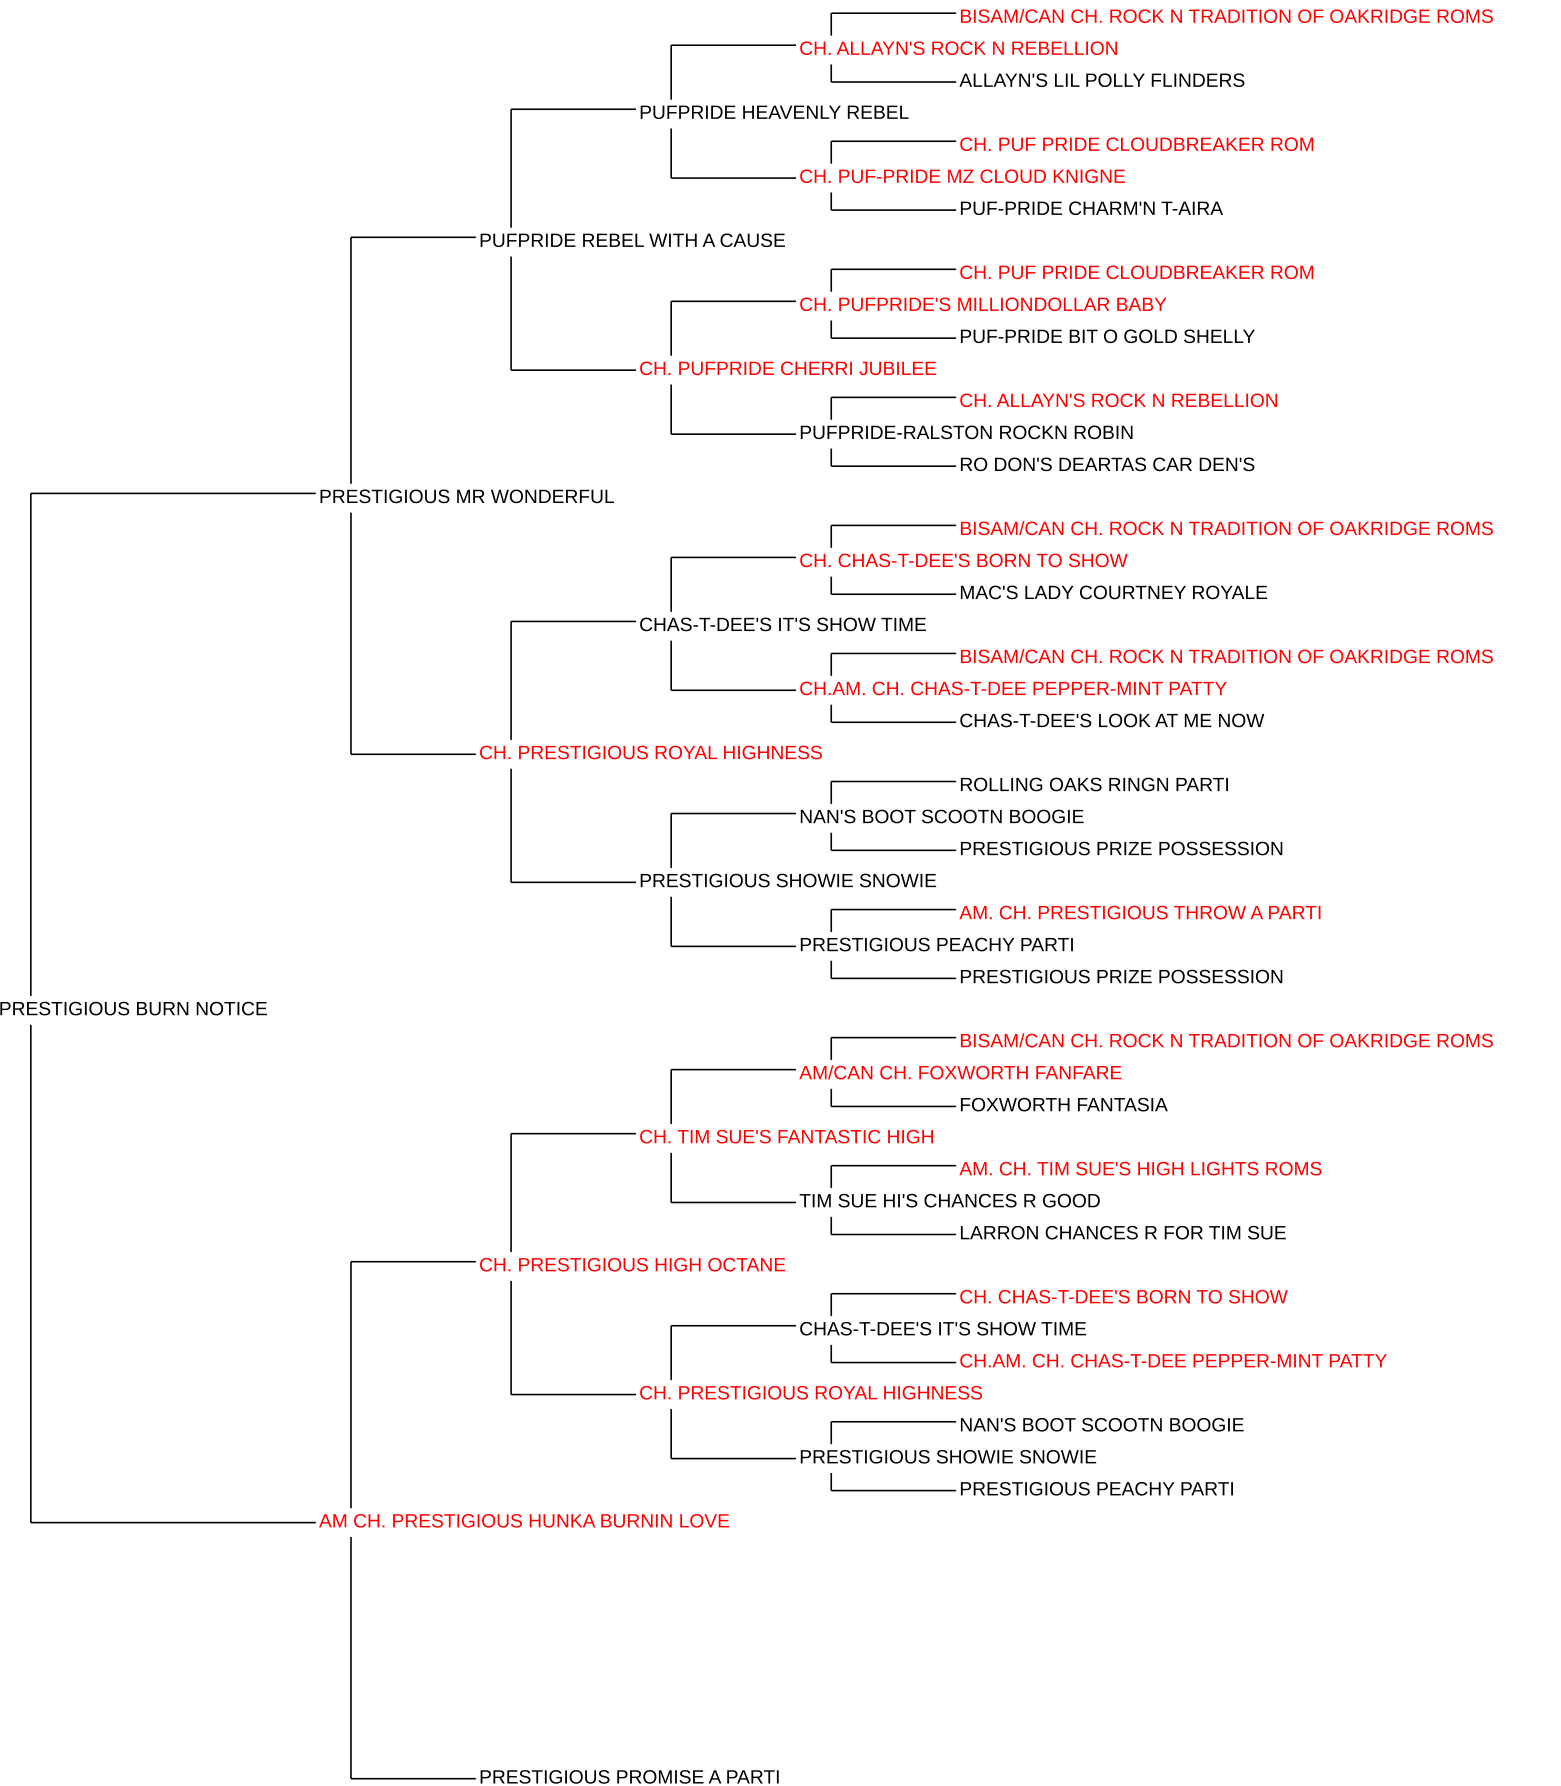 BISAM/CAN CH. ROCK N TRADITION OF OAKRIDGE ROMS
CH. ALLAYN'S ROCK N REBELLION
ALLAYN'S LIL POLLY FLINDERS
PUFPRIDE HEAVENLY REBEL
CH. PUF PRIDE CLOUDBREAKER ROM
CH. PUF-PRIDE MZ CLOUD KNIGNE
PUF-PRIDE CHARM'N T-AIRA
PUFPRIDE REBEL WITH A CAUSE
CH. PUF PRIDE CLOUDBREAKER ROM
CH. PUFPRIDE'S MILLIONDOLLAR BABY
PUF-PRIDE BIT O GOLD SHELLY
CH. PUFPRIDE CHERRI JUBILEE
CH. ALLAYN'S ROCK N REBELLION
PUFPRIDE-RALSTON ROCKN ROBIN
RO DON'S DEARTAS CAR DEN'S
PRESTIGIOUS MR WONDERFUL
BISAM/CAN CH. ROCK N TRADITION OF OAKRIDGE ROMS
CH. CHAS-T-DEE'S BORN TO SHOW
MAC'S LADY COURTNEY ROYALE
CHAS-T-DEE'S IT'S SHOW TIME
BISAM/CAN CH. ROCK N TRADITION OF OAKRIDGE ROMS
CH.AM. CH. CHAS-T-DEE PEPPER-MINT PATTY
CHAS-T-DEE'S LOOK AT ME NOW
CH. PRESTIGIOUS ROYAL HIGHNESS
ROLLING OAKS RINGN PARTI
NAN'S BOOT SCOOTN BOOGIE
PRESTIGIOUS PRIZE POSSESSION
PRESTIGIOUS SHOWIE SNOWIE
AM. CH. PRESTIGIOUS THROW A PARTI
PRESTIGIOUS PEACHY PARTI
PRESTIGIOUS PRIZE POSSESSION
PRESTIGIOUS BURN NOTICE
BISAM/CAN CH. ROCK N TRADITION OF OAKRIDGE ROMS
AM/CAN CH. FOXWORTH FANFARE
FOXWORTH FANTASIA
CH. TIM SUE'S FANTASTIC HIGH
AM. CH. TIM SUE'S HIGH LIGHTS ROMS
TIM SUE HI'S CHANCES R GOOD
LARRON CHANCES R FOR TIM SUE
CH. PRESTIGIOUS HIGH OCTANE
CH. CHAS-T-DEE'S BORN TO SHOW
CHAS-T-DEE'S IT'S SHOW TIME
CH.AM. CH. CHAS-T-DEE PEPPER-MINT PATTY
CH. PRESTIGIOUS ROYAL HIGHNESS
NAN'S BOOT SCOOTN BOOGIE
PRESTIGIOUS SHOWIE SNOWIE
PRESTIGIOUS PEACHY PARTI
AM CH. PRESTIGIOUS HUNKA BURNIN LOVE
PRESTIGIOUS PROMISE A PARTI